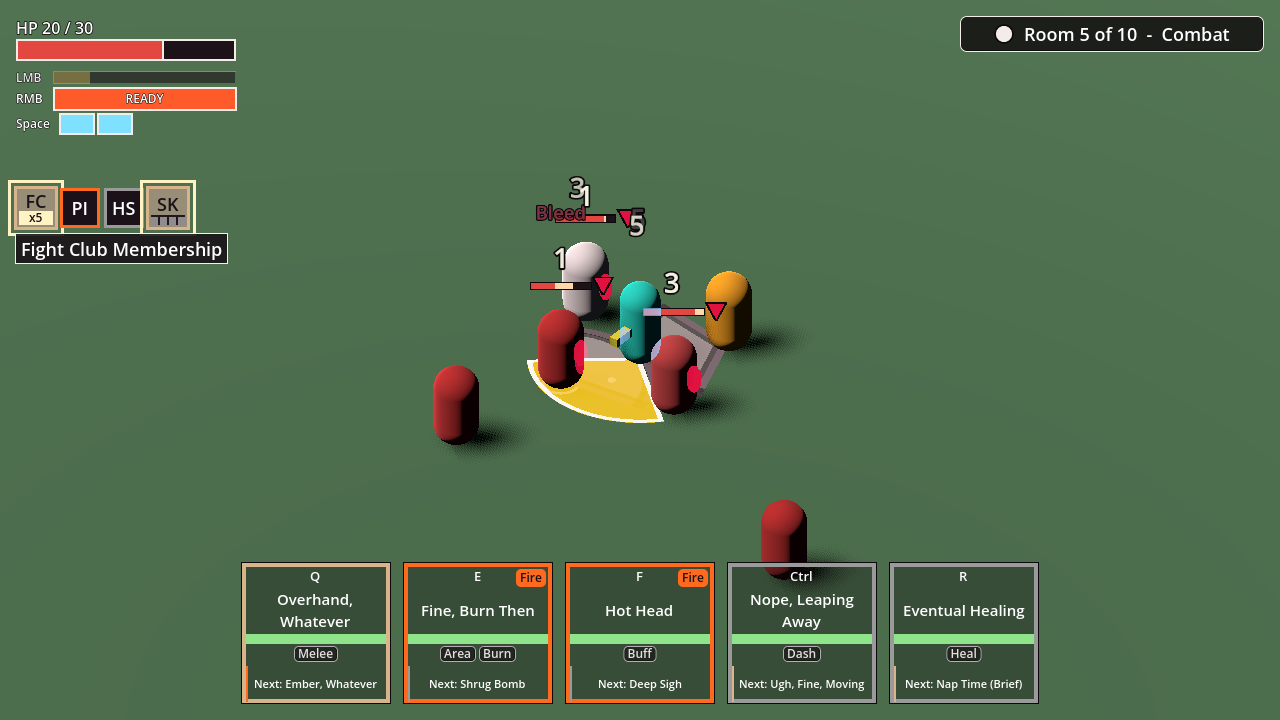 HP 20 / 30
Room 5 of 10 - Combat
LMB
RMB READY
Space
FC PI HS SK
x5
Fight Club Membership
3
1
Bleed
5
1
3
Q
Overhand,
Whatever
Melee
Next: Ember, Whatever
E Fire
Fine, Burn Then
Area Burn
Next: Shrug Bomb
F Fire
Hot Head
Buff
Next: Deep Sigh
Ctrl
Nope, Leaping
Away
Dash
Next: Ugh, Fine, Moving
R
Eventual Healing
Heal
Next: Nap Time (Brief)